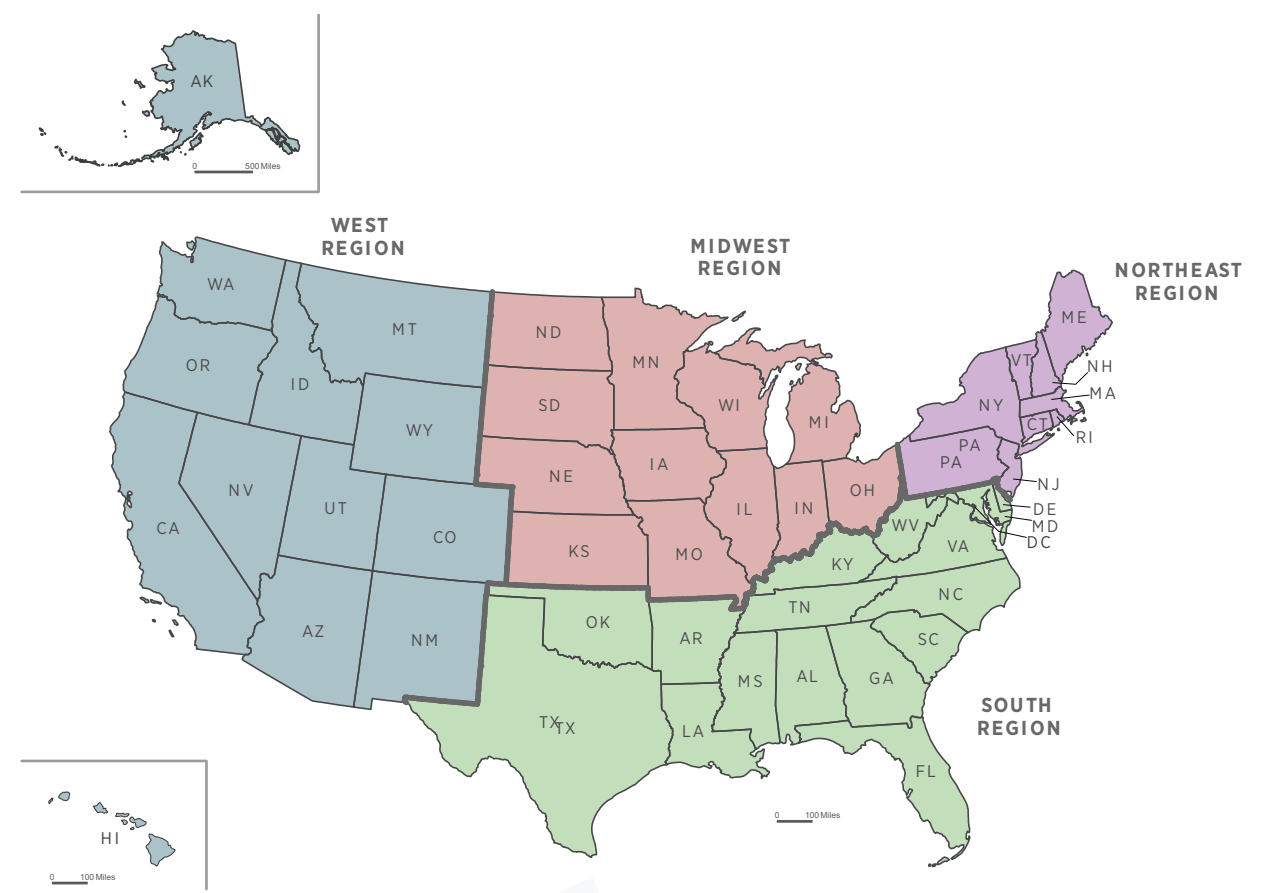 AK
0 500 Miles
WEST
REGION
MIDWEST
REGION
NORTHEAST
REGION
WA
MT
OR
ID
WY
NV
UT
CO
CA
AZ
NM
ND
MN
SD
WI
MI
NE
IA
IL
IN
OH
KS
MO
ME
VT
NH
MA
NY
CT
RI
PA
PA
NJ
DE
MD
DC
WV
VA
KY
NC
TN
SC
OK
AR
MS
AL
GA
LA
TX
TX
FL
SOUTH
REGION
0 100 Miles
HI
0 100 Miles